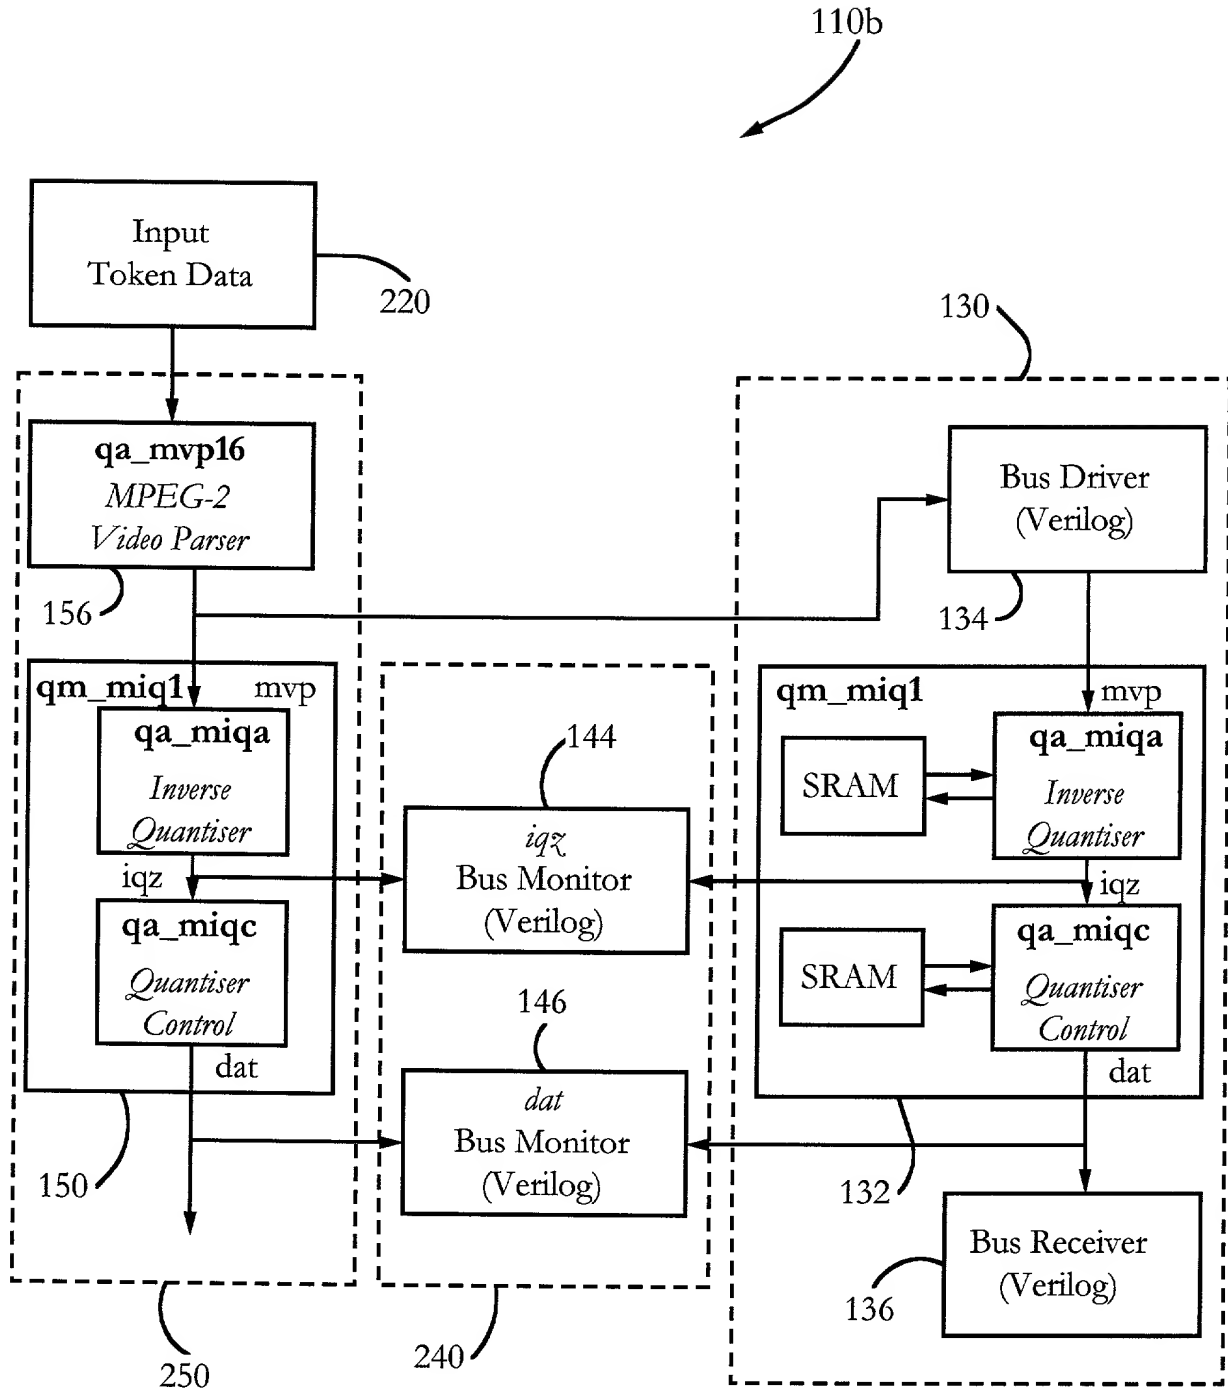 110b
Input
Token Data
220
130
qa_mvp16
MPEG-2
Video Parser
156
Bus Driver
(Verilog)
134
qm_miq1
mvp
qa_miqa
Inverse
Quantiser
iqz
qa_miqc
Quantiser
Control
dat
150
250
144
iqz
Bus Monitor
(Verilog)
146
dat
Bus Monitor
(Verilog)
240
qm_miq1
mvp
SRAM
qa_miqa
Inverse
Quantiser
iqz
SRAM
qa_miqc
Quantiser
Control
dat
132
Bus Receiver
(Verilog)
136